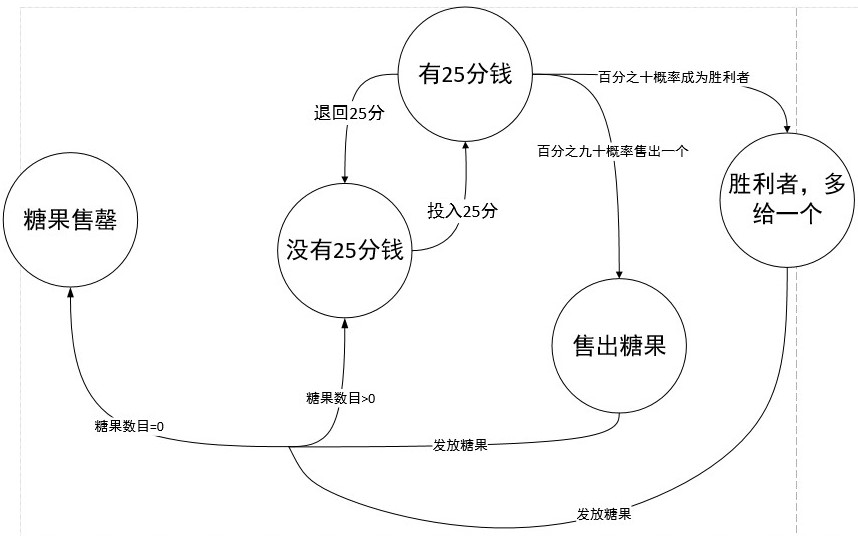 有25分钱
百分之十概率成为胜利者
退回25分
百分之九十概率售出一个
胜利者，多
给一个
糖果售罄
投入25分
没有25分钱
售出糖果
糖果数目>0
糖果数目=0
发放糖果
发放糖果